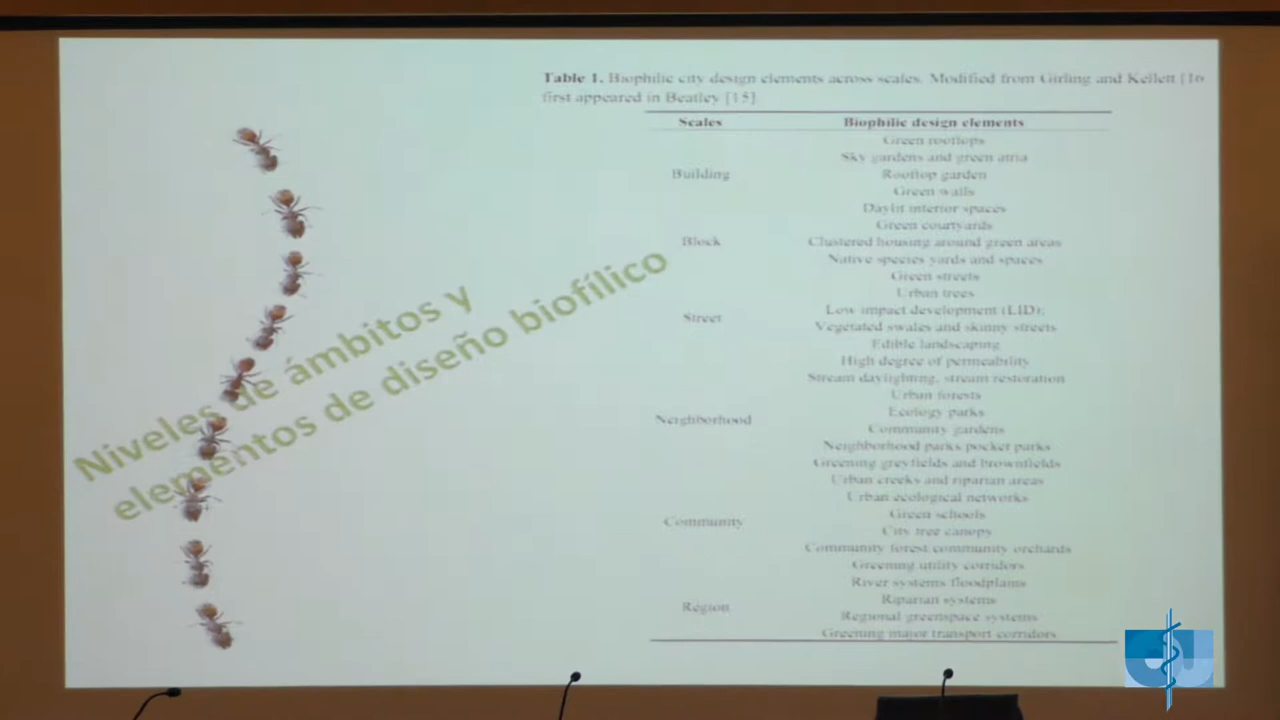 Niveles de ámbitos y
elementos de diseño biofílico
Table 1. Biophilic city design elements across scales. Modified from Girling and Kellett [16
first appeared in Beatley [15]
Scales Biophilic design elements
Green rooftops
Sky gardens and green atria
Building Rooftop garden
Green walls
Daylit interior spaces
Green courtyards
Block Clustered housing around green areas
Native species yards and spaces
Green streets
Urban trees
Street Low impact development (LID);
Vegetated swales and skinny streets
Edible landscaping
High degree of permeability
Stream daylighting, stream restoration
Urban forests
Ecology parks
Neighborhood Community gardens
Neighborhood parks pocket parks
Greening greyfields and brownfields
Urban creeks and riparian areas
Urban ecological networks
Green schools
Community City tree canopy
Community forest community orchards
Greening utility corridors
River systems floodplains
Region Riparian systems
Regional greenspace systems
Greening major transport corridors